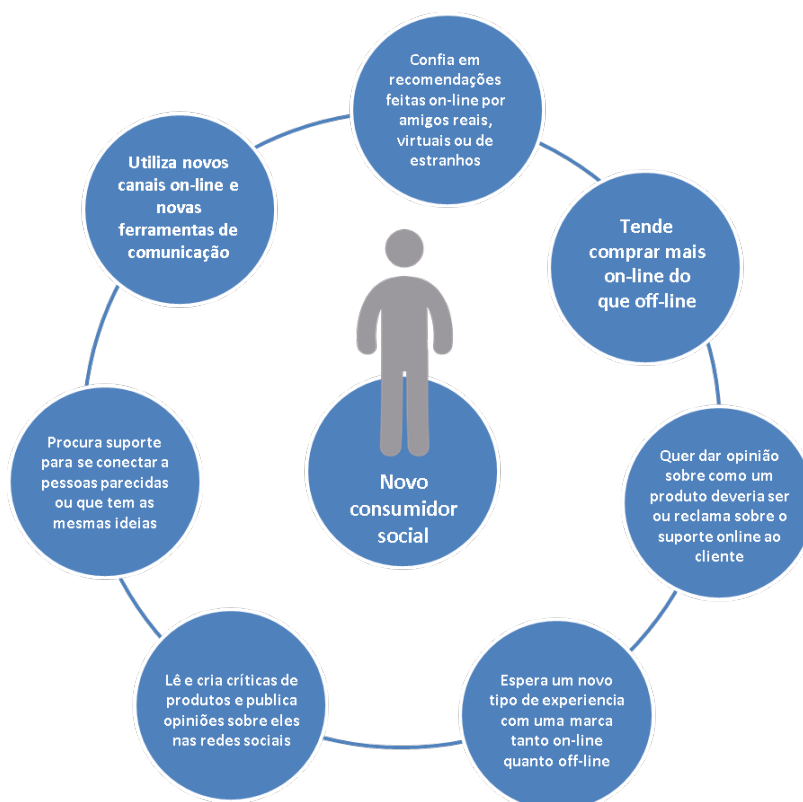 Confia em
recomendações
feitas on-line por
amigos reais,
virtuais ou de
estranhos
Tende
comprar mais
on-line do
que off-line
Quer dar opinião
sobre como um
produto deveria ser
ou reclama sobre o
suporte online ao
cliente
Espera um novo
tipo de experiencia
com uma marca
tanto on-line
quanto off-line
Lê e cria críticas de
produtos e publica
opiniões sobre eles
nas redes sociais
Procura suporte
para se conectar a
pessoas parecidas
ou que tem as
mesmas ideias
Utiliza novos
canais on-line e
novas
ferramentas de
comunicação
Novo
consumidor
social